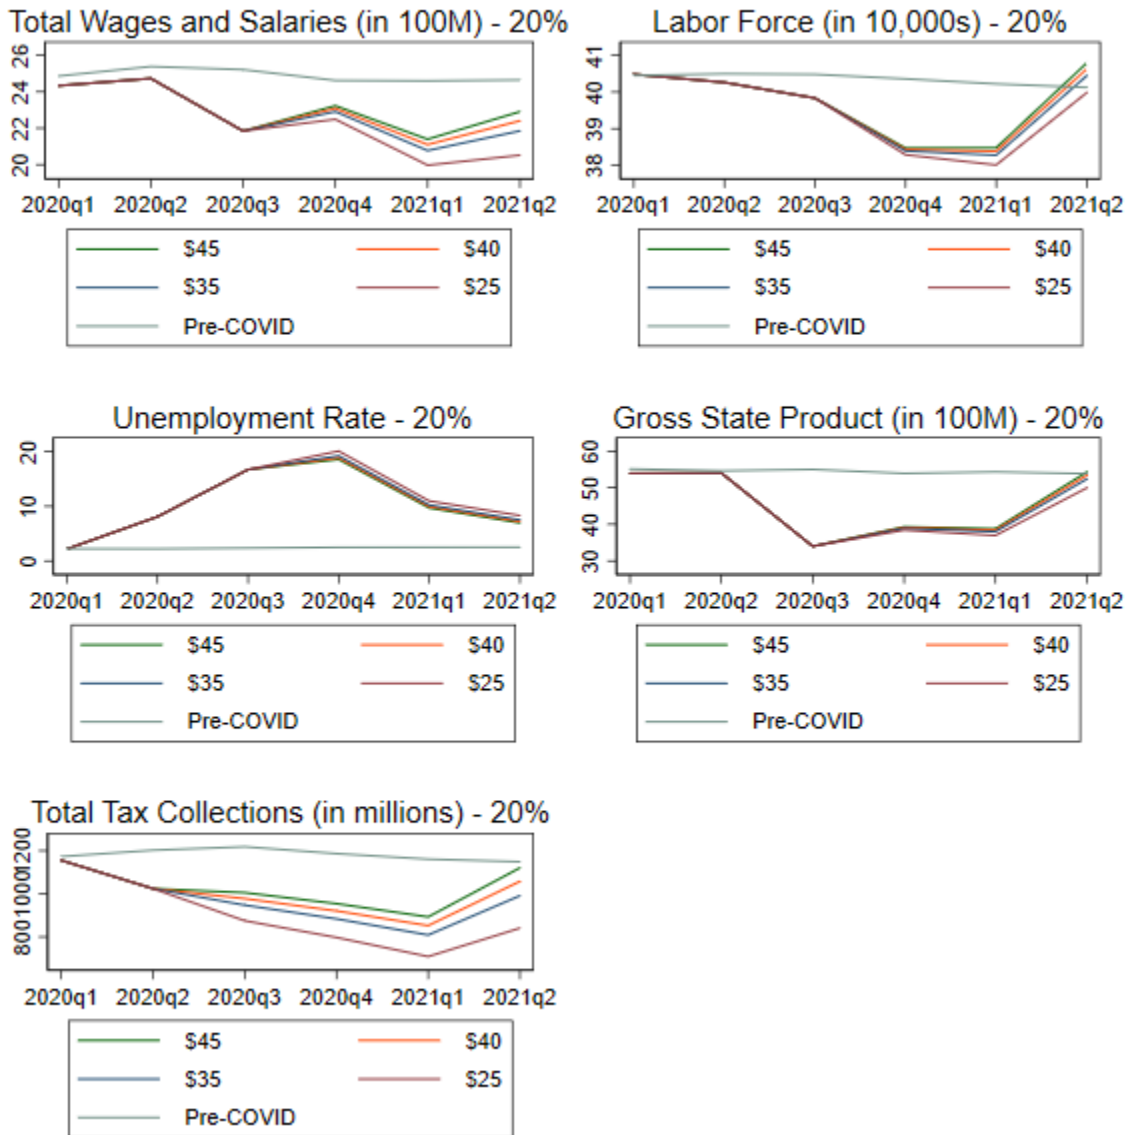 Total Wages and Salaries (in 100M) - 20%
26
24
22
20
2020q1 2020q2 2020q3 2020q4 2021q1 2021q2
$45 $40
$35 $25
Pre-COVID
Labor Force (in 10,000s) - 20%
41
40
39
38
2020q1 2020q2 2020q3 2020q4 2021q1 2021q2
$45 $40
$35 $25
Pre-COVID
Unemployment Rate - 20%
20
10
0
2020q1 2020q2 2020q3 2020q4 2021q1 2021q2
$45 $40
$35 $25
Pre-COVID
Gross State Product (in 100M) - 20%
60
50
40
30
2020q1 2020q2 2020q3 2020q4 2021q1 2021q2
$45 $40
$35 $25
Pre-COVID
Total Tax Collections (in millions) - 20%
1200
1000
800
2020q1 2020q2 2020q3 2020q4 2021q1 2021q2
$45 $40
$35 $25
Pre-COVID